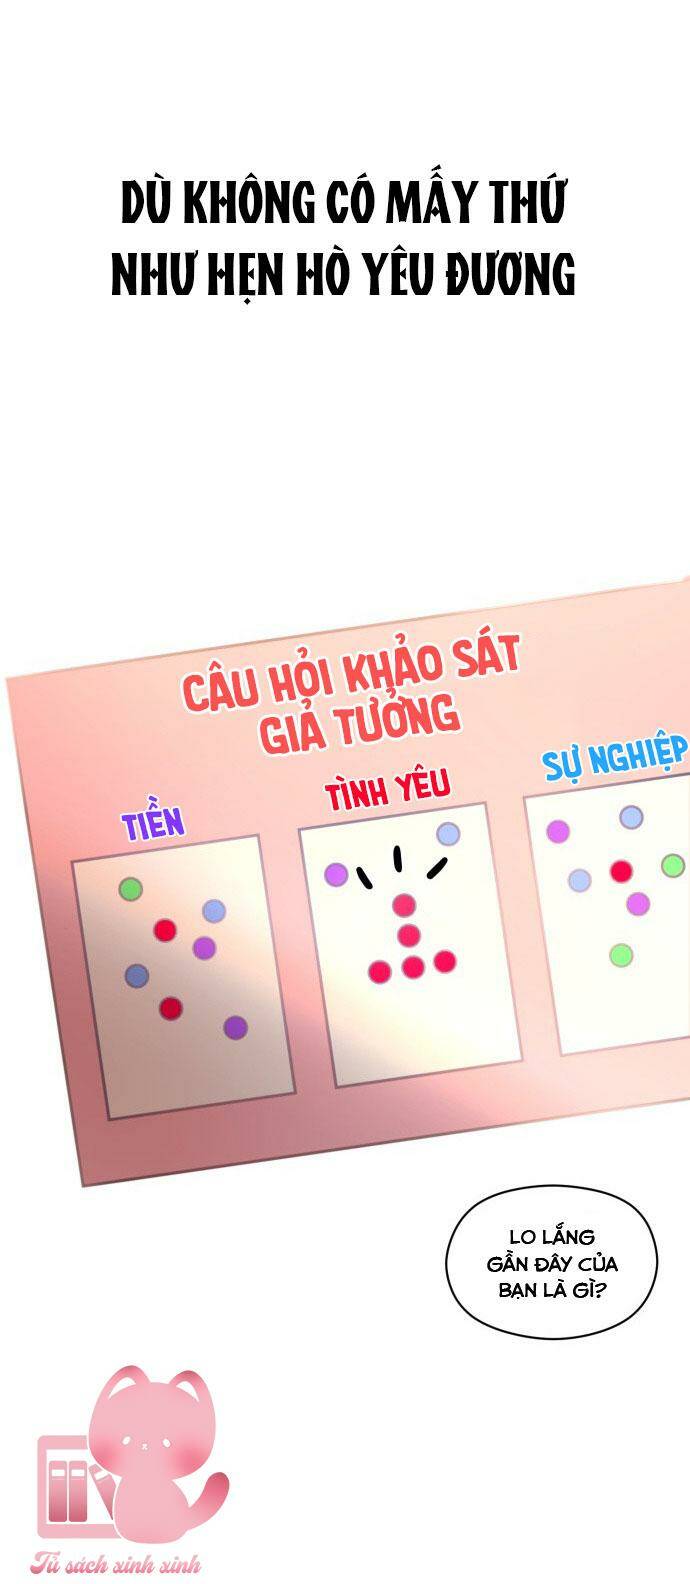 DÙ KHÔNG CÓ MẤY THỨ
NHƯ HẸN HÒ YÊU ĐƯƠNG
CÂU HỎI KHẢO SÁT
GIẢ TƯỞNG
TIỀN
TÌNH YÊU
SỰ NGHIỆP
LO LẮNG
GẦN ĐÂY CỦA
BẠN LÀ GÌ?
Tủ sách xinh xinh